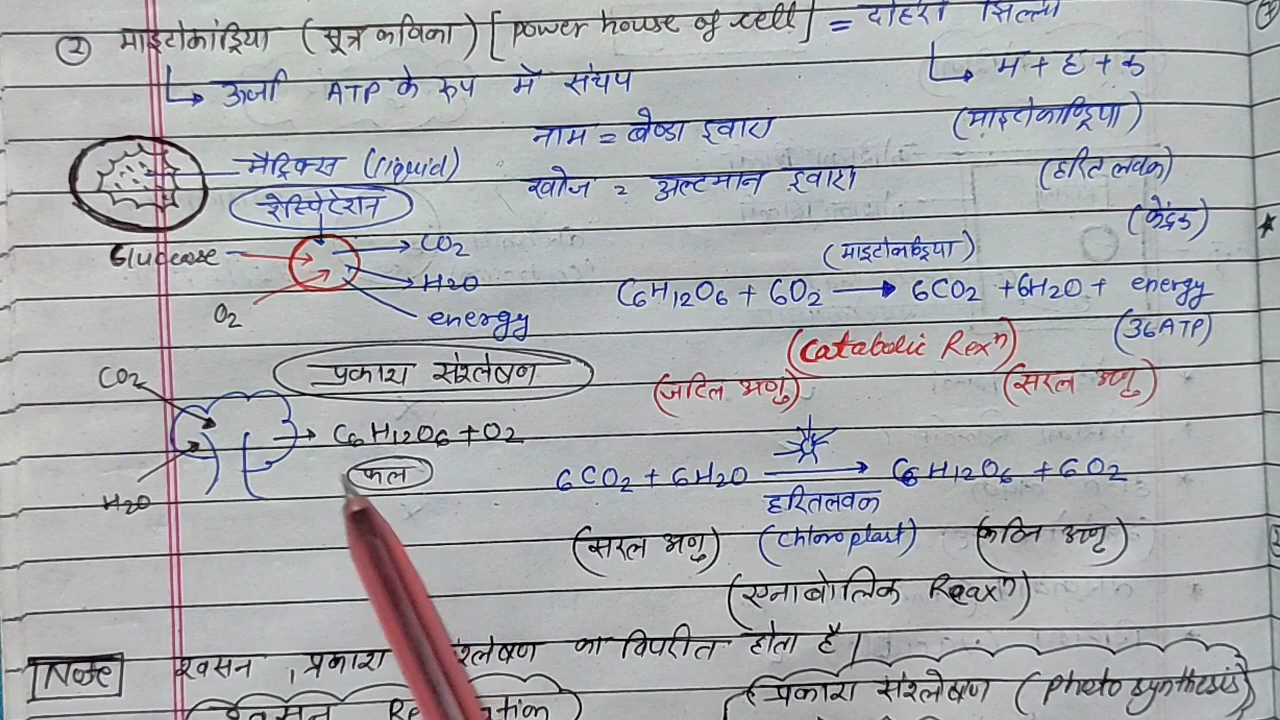 ② माइटोकांड्रिया (सूत्र कणिका) [power house of cell] = दोहरी झिल्ली
↳ ऊर्जा ATP के रूप में संचय
↳ म + ह + क
नाम = बेण्डा द्वारा
(माइटोकाण्ड्रिया)
मैट्रिक्स (liquid)
खोज = अल्टमान द्वारा
(हरित लवक)
रेस्पिरेशन
(केंद्रक)
Glucose
CO2
H2O
O2
energy
(माइटोकांड्रिया)
C6H12O6 + 6O2 → 6CO2 + 6H2O + energy
(36ATP)
(Catabolic Rexⁿ)
प्रकाश संश्लेषण
(जटिल अणु)
(सरल अणु)
CO2
→ C6H12O6 + O2
फल
H2O
6CO2 + 6H2O → C6H12O6 + 6O2
हरितलवक
(सरल अणु) (Chloroplast) (कठिन अणु)
(एनाबोलिक Reaxⁿ)
Note श्वसन, प्रकाश श्लेषण का विपरीत होता है।
श्वसन
(प्रकाश संश्लेषण (photosynthesis)